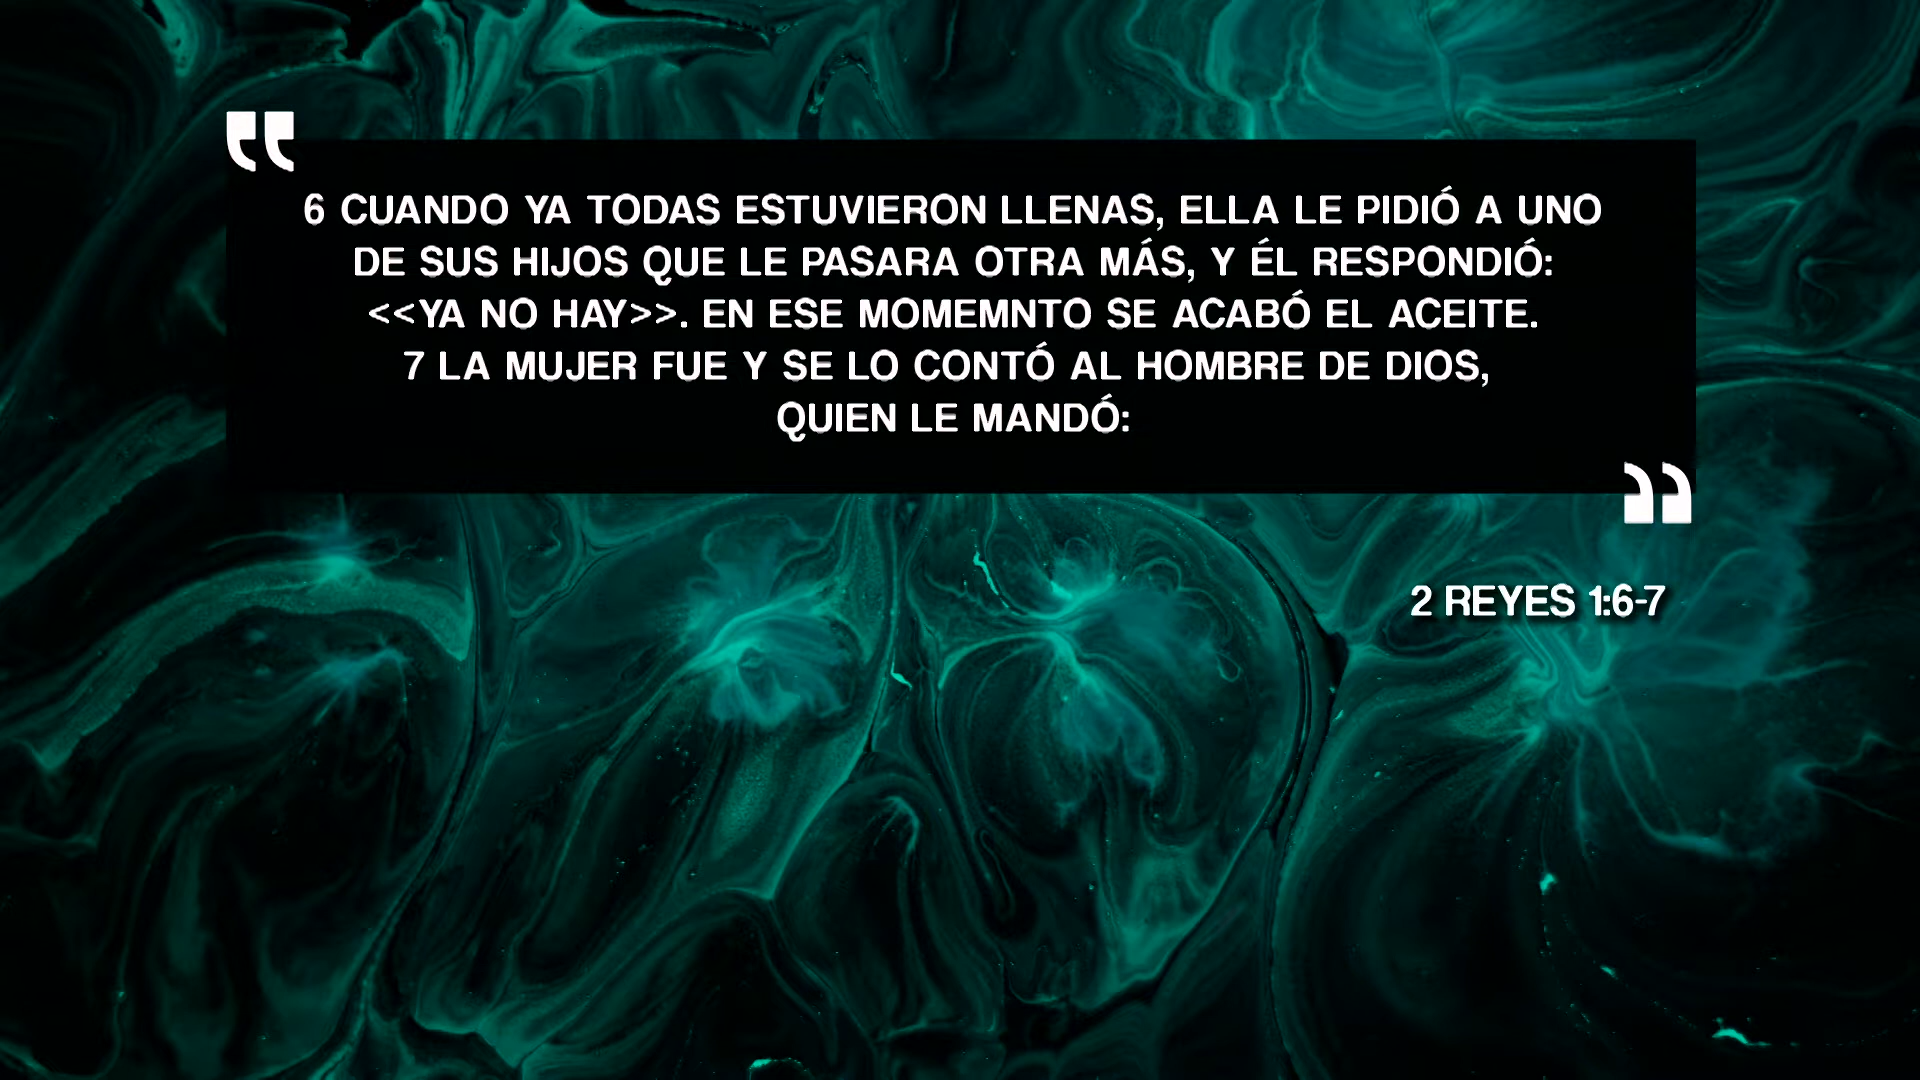 6 CUANDO YA TODAS ESTUVIERON LLENAS, ELLA LE PIDIÓ A UNO
DE SUS HIJOS QUE LE PASARA OTRA MÁS, Y ÉL RESPONDIÓ:
<<YA NO HAY>>. EN ESE MOMEMNTO SE ACABÓ EL ACEITE.
7 LA MUJER FUE Y SE LO CONTÓ AL HOMBRE DE DIOS,
QUIEN LE MANDÓ:
2 REYES 1:6-7